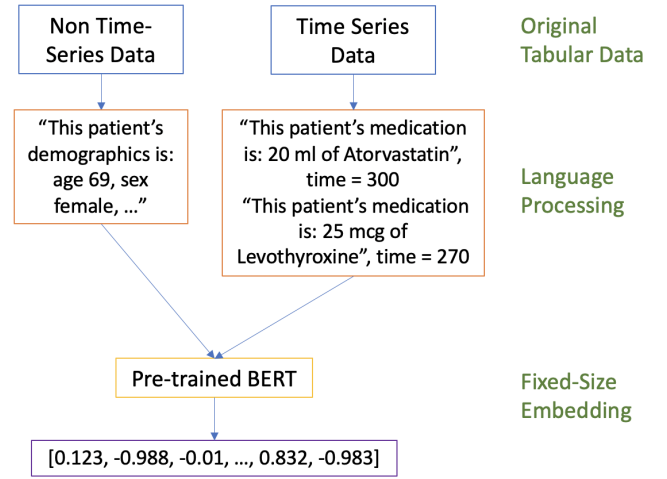 Non Time-
Series Data
Time Series
Data
Original
Tabular Data
“This patient’s
demographics is:
age 69, sex
female, …”
“This patient’s medication
is: 20 ml of Atorvastatin”,
time = 300
“This patient’s medication
is: 25 mcg of
Levothyroxine”, time = 270
Language
Processing
Pre-trained BERT
Fixed-Size
Embedding
[0.123, -0.988, -0.01, …, 0.832, -0.983]